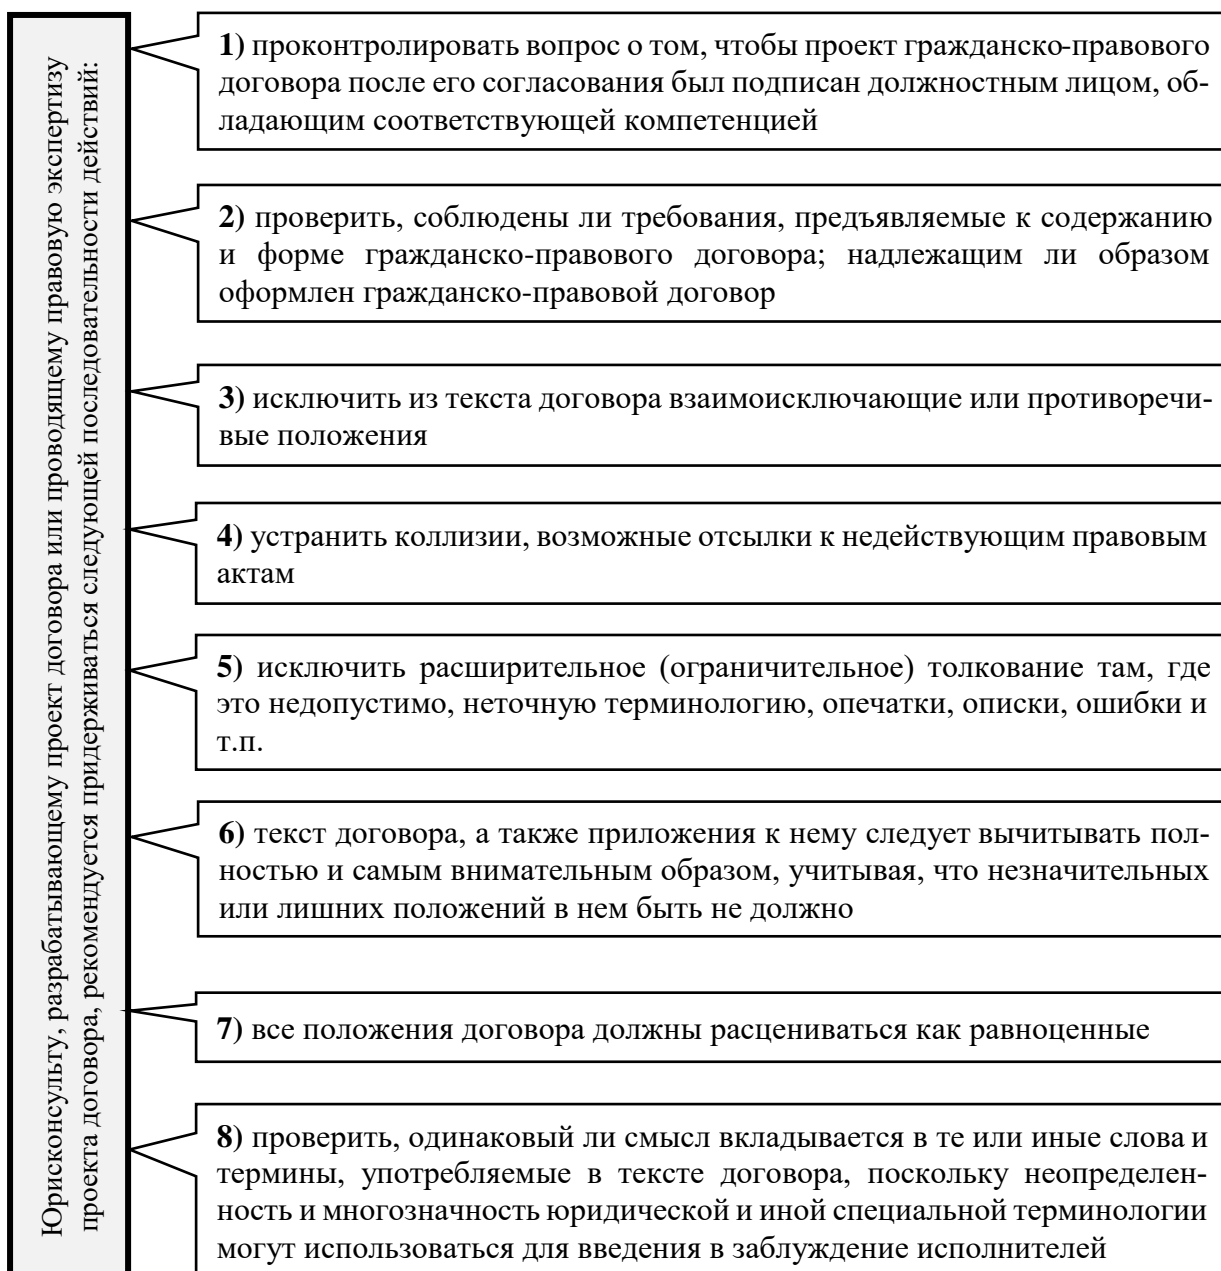 Юрисконсульту, разрабатывающему проект договора или проводящему правовую экспертизу
проекта договора, рекомендуется придерживаться следующей последовательности действий:
1) проконтролировать вопрос о том, чтобы проект гражданско-правового
договора после его согласования был подписан должностным лицом, об-
ладающим соответствующей компетенцией
2) проверить, соблюдены ли требования, предъявляемые к содержанию
и форме гражданско-правового договора; надлежащим ли образом
оформлен гражданско-правовой договор
3) исключить из текста договора взаимоисключающие или противоречи-
вые положения
4) устранить коллизии, возможные отсылки к недействующим правовым
актам
5) исключить расширительное (ограничительное) толкование там, где
это недопустимо, неточную терминологию, опечатки, описки, ошибки и
т.п.
6) текст договора, а также приложения к нему следует вычитывать пол-
ностью и самым внимательным образом, учитывая, что незначительных
или лишних положений в нем быть не должно
7) все положения договора должны расцениваться как равноценные
8) проверить, одинаковый ли смысл вкладывается в те или иные слова и
термины, употребляемые в тексте договора, поскольку неопределен-
ность и многозначность юридической и иной специальной терминологии
могут использоваться для введения в заблуждение исполнителей